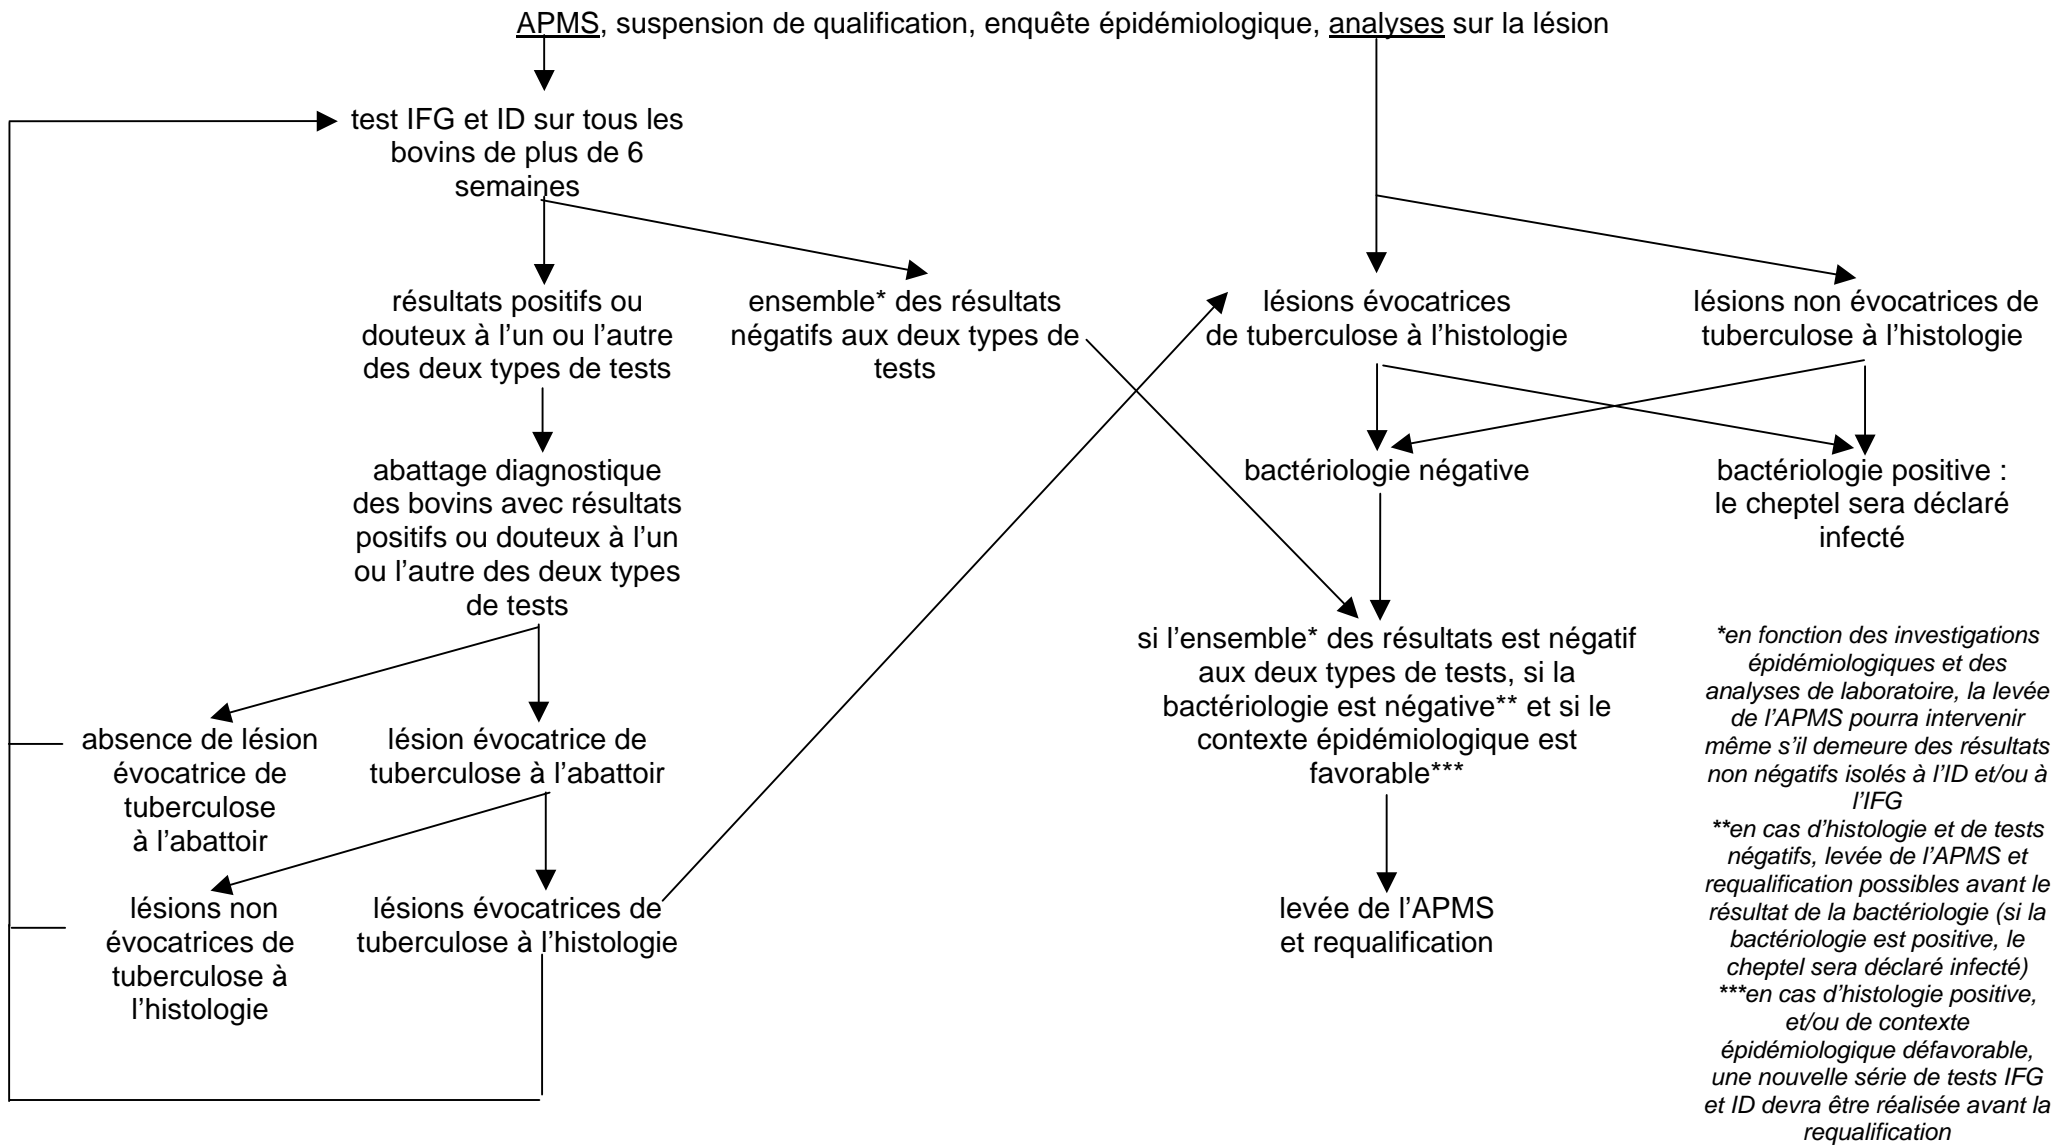 APMS, suspension de qualification, enquête épidémiologique, analyses sur la lésion
test IFG et ID sur tous les
bovins de plus de 6
semaines
résultats positifs ou
douteux à l’un ou l’autre
des deux types de tests
ensemble* des résultats
négatifs aux deux types de
tests
lésions évocatrices
de tuberculose à l’histologie
lésions non évocatrices de
tuberculose à l’histologie
abattage diagnostique
des bovins avec résultats
positifs ou douteux à l’un
ou l’autre des deux types
de tests
bactériologie négative
bactériologie positive :
le cheptel sera déclaré
infecté
si l’ensemble* des résultats est négatif
aux deux types de tests, si la
bactériologie est négative** et si le
contexte épidémiologique est
favorable***
absence de lésion
évocatrice de
tuberculose
à l’abattoir
lésion évocatrice de
tuberculose à l’abattoir
lésions non
évocatrices de
tuberculose à
l’histologie
lésions évocatrices de
tuberculose à l’histologie
levée de l’APMS
et requalification
*en fonction des investigations
épidémiologiques et des
analyses de laboratoire, la levée
de l’APMS pourra intervenir
même s’il demeure des résultats
non négatifs isolés à l’ID et/ou à
l’IFG
**en cas d’histologie et de tests
négatifs, levée de l’APMS et
requalification possibles avant le
résultat de la bactériologie (si la
bactériologie est positive, le
cheptel sera déclaré infecté)
***en cas d’histologie positive,
et/ou de contexte
épidémiologique défavorable,
une nouvelle série de tests IFG
et ID devra être réalisée avant la
requalification